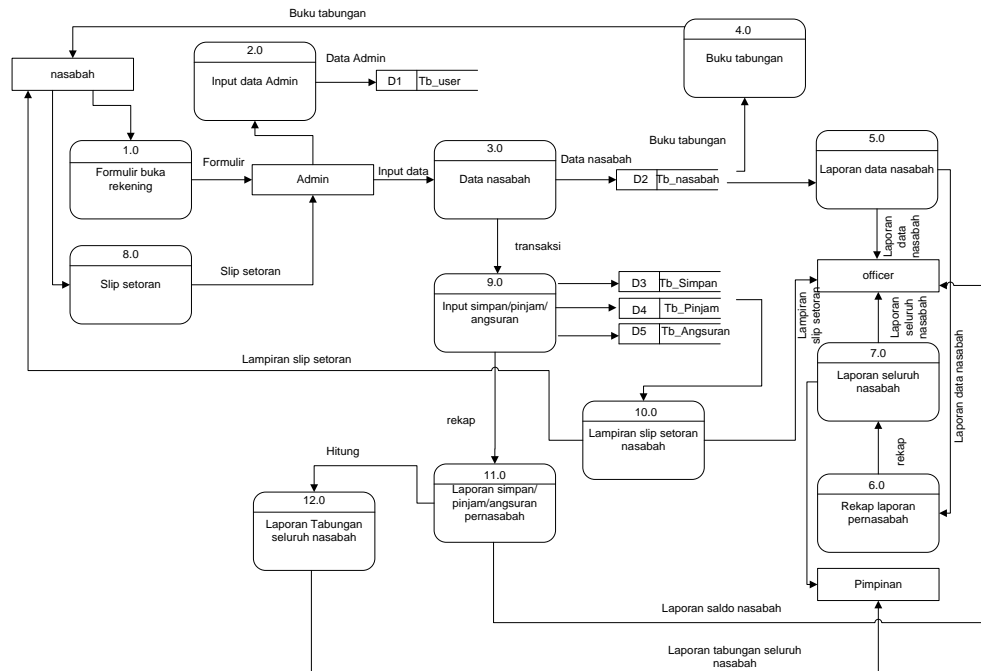 Buku tabungan
4.0
Buku tabungan
2.0
Input data Admin
Data Admin
D1
Tb_user
nasabah
1.0
Formulir buka
rekening
Formulir
Admin
Input data
3.0
Data nasabah
Data nasabah
Buku tabungan
D2
Tb_nasabah
5.0
Laporan data nasabah
Laporan
data
nasabah
8.0
Slip setoran
Slip setoran
transaksi
9.0
Input simpan/pinjam/
angsuran
D3
Tb_Simpan
D4
Tb_Pinjam
D5
Tb_Angsuran
officer
Lampiran
slip setoran
Laporan
seluruh
nasabah
Laporan data nasabah
7.0
Laporan seluruh
nasabah
Lampiran slip setoran
10.0
Lampiran slip setoran
nasabah
rekap
rekap
6.0
Rekap laporan
pernasabah
Hitung
11.0
Laporan simpan/
pinjam/angsuran
pernasabah
12.0
Laporan Tabungan
seluruh nasabah
Pimpinan
Laporan saldo nasabah
Laporan tabungan seluruh
nasabah